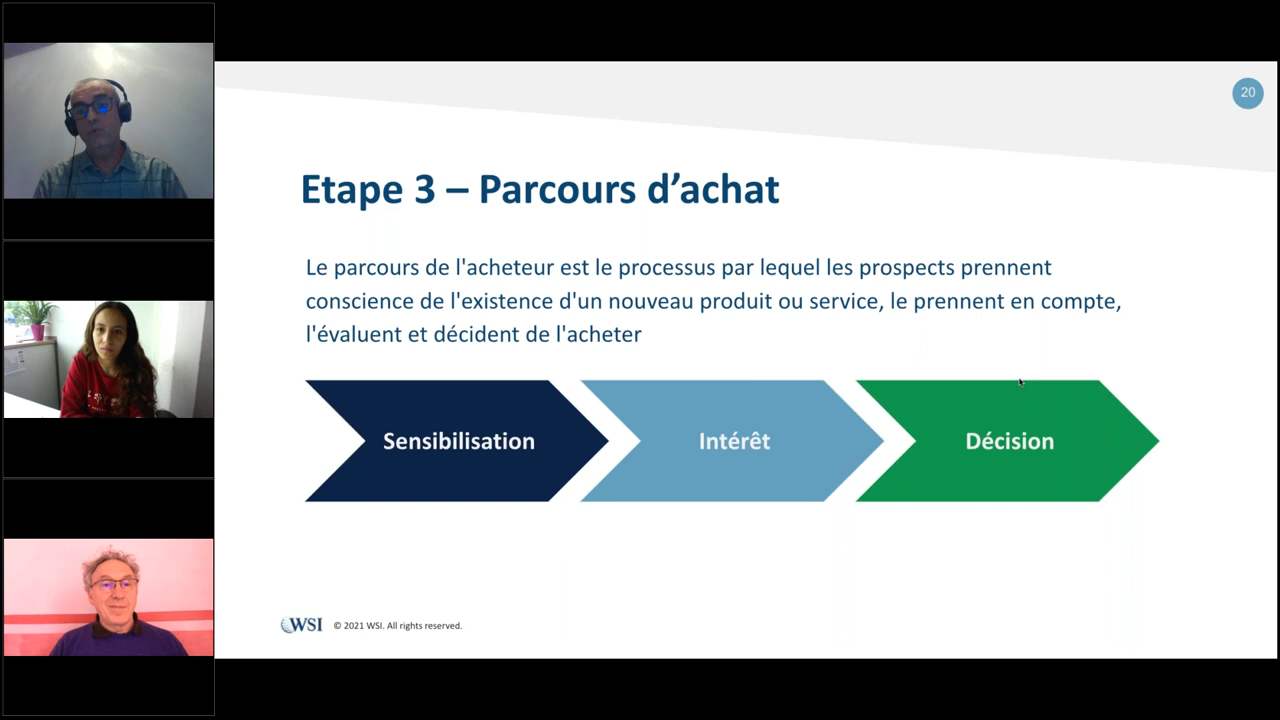 20
Etape 3 – Parcours d’achat
Le parcours de l'acheteur est le processus par lequel les prospects prennent
conscience de l'existence d'un nouveau produit ou service, le prennent en compte,
l'évaluent et décident de l'acheter
Sensibilisation
Intérêt
Décision
WSI © 2021 WSI. All rights reserved.